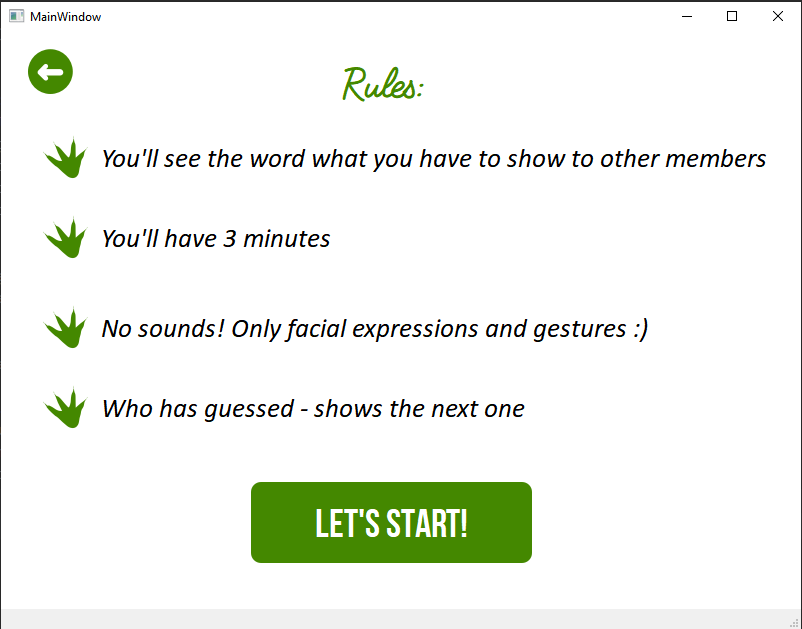 MainWindow
Rules:
You'll see the word what you have to show to other members
You'll have 3 minutes
No sounds! Only facial expressions and gestures :)
Who has guessed - shows the next one
LET'S START!